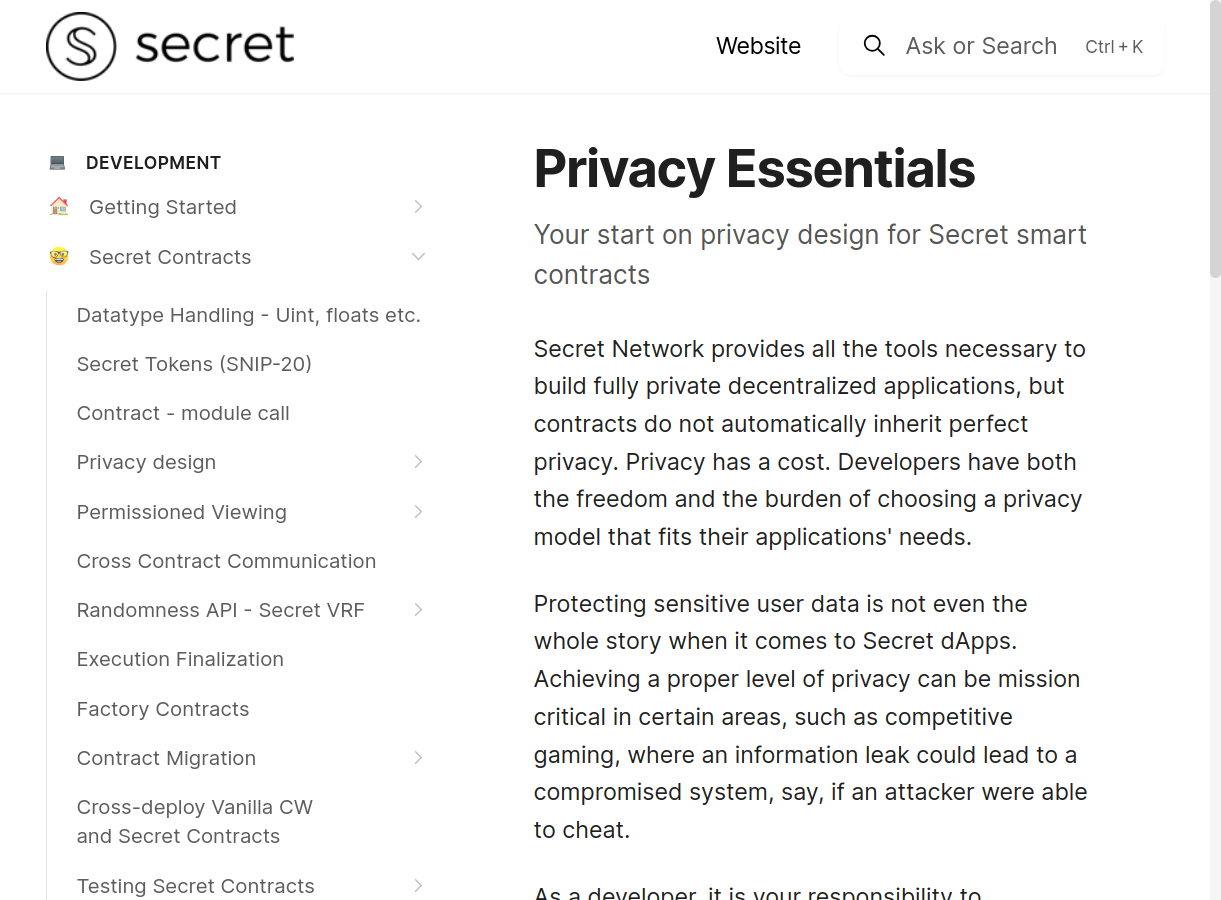 secret
Website
Ask or Search
Ctrl + K
DEVELOPMENT
Getting Started
Secret Contracts
Datatype Handling - Uint, floats etc.
Secret Tokens (SNIP-20)
Contract - module call
Privacy design
Permissioned Viewing
Cross Contract Communication
Randomness API - Secret VRF
Execution Finalization
Factory Contracts
Contract Migration
Cross-deploy Vanilla CW
and Secret Contracts
Testing Secret Contracts
Privacy Essentials
Your start on privacy design for Secret smart
contracts
Secret Network provides all the tools necessary to
build fully private decentralized applications, but
contracts do not automatically inherit perfect
privacy. Privacy has a cost. Developers have both
the freedom and the burden of choosing a privacy
model that fits their applications' needs.
Protecting sensitive user data is not even the
whole story when it comes to Secret dApps.
Achieving a proper level of privacy can be mission
critical in certain areas, such as competitive
gaming, where an information leak could lead to a
compromised system, say, if an attacker were able
to cheat.
As a developer, it is your responsibility to